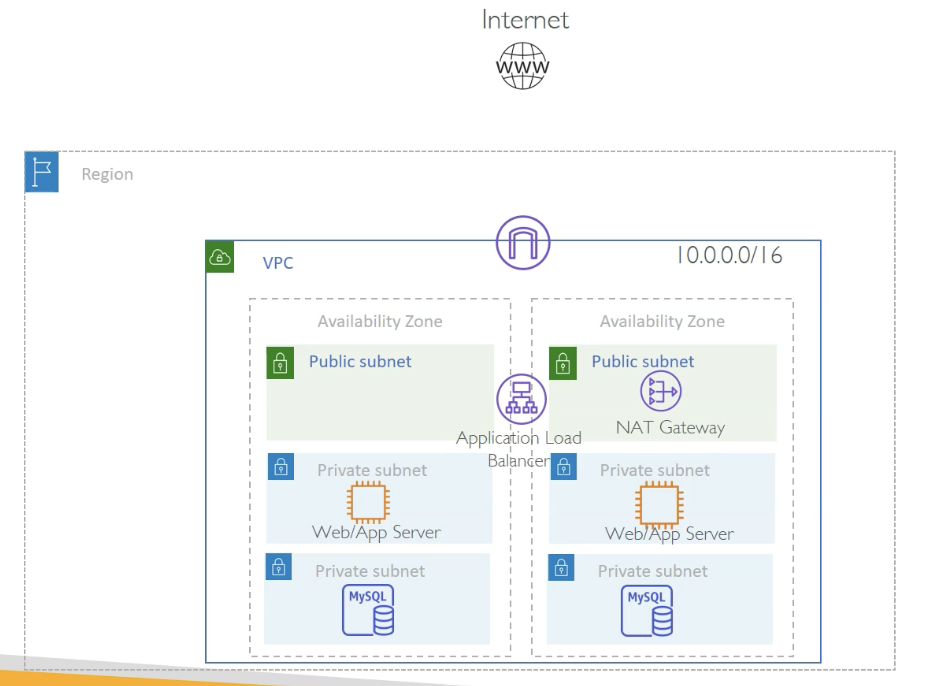 Internet
WWW
Region
VPC
10.0.0.0/16
Availability Zone
Availability Zone
Public subnet
Public subnet
NAT Gateway
Application Load
Balancer
Private subnet
Private subnet
Web/App Server
Web/App Server
Private subnet
Private subnet
MySQL
MySQL